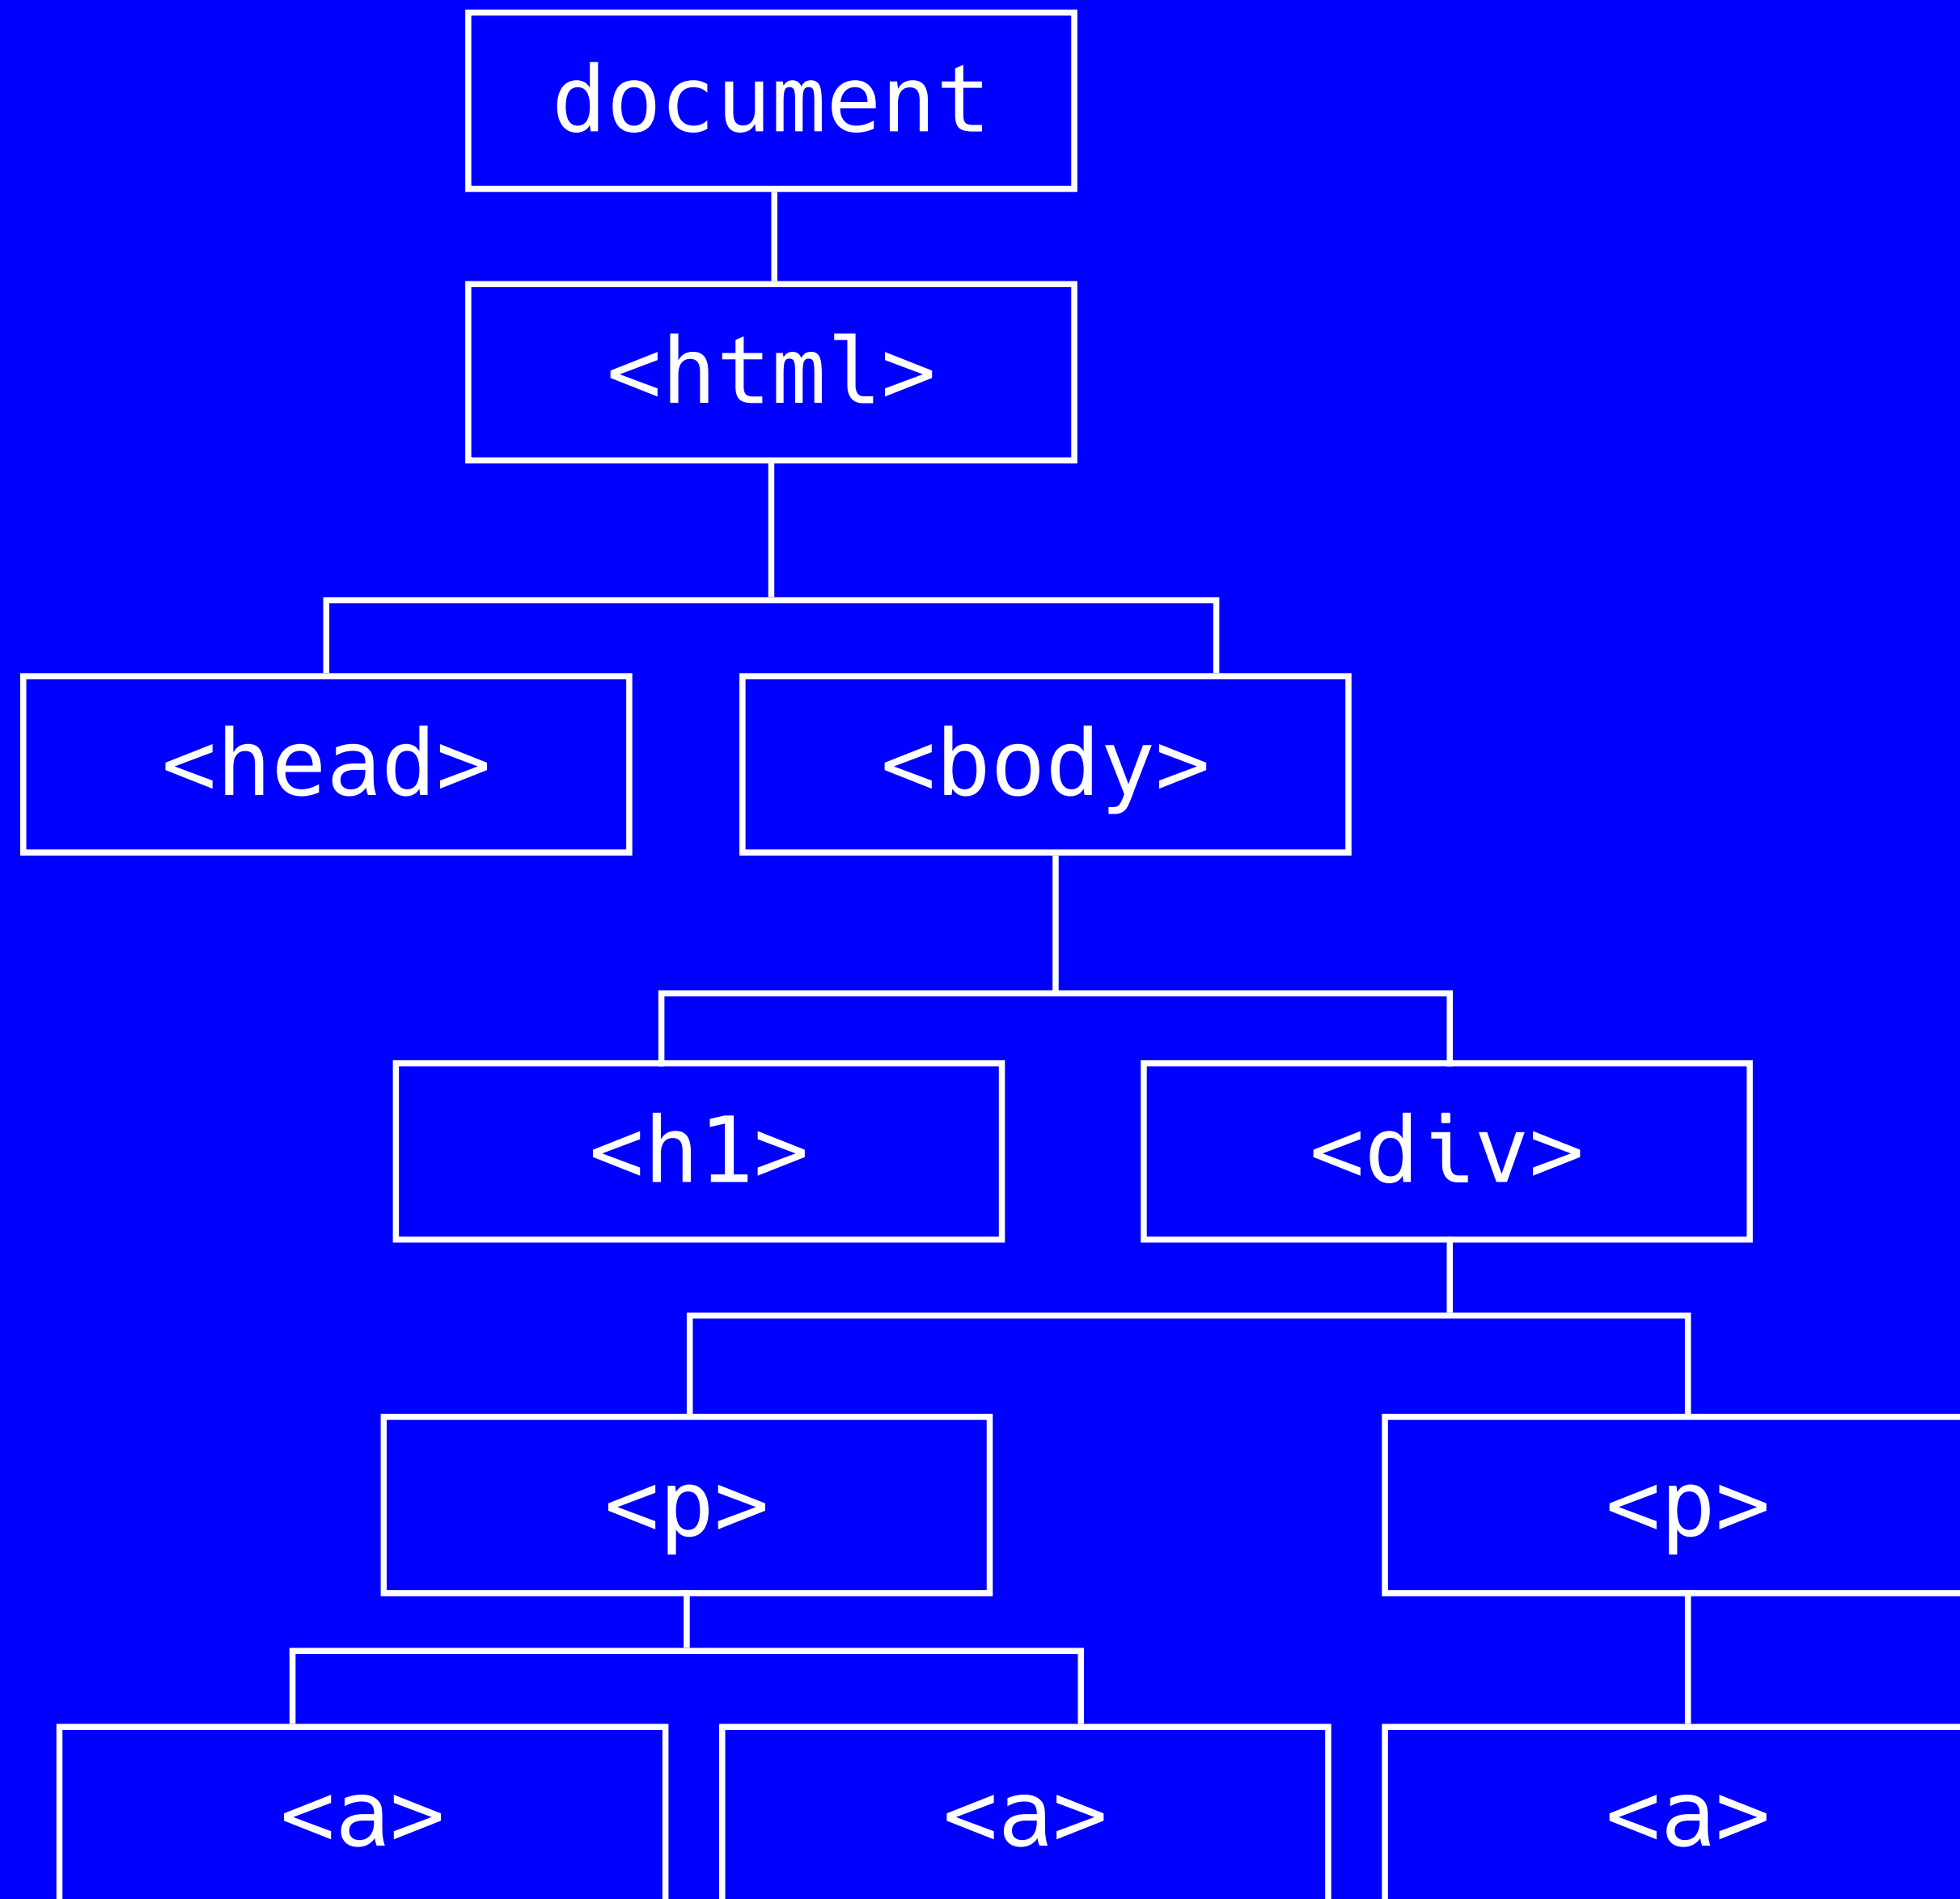 document
<html>
<head>
<body>
<h1>
<div>
<p>
<p>
<a>
<a>
<a>